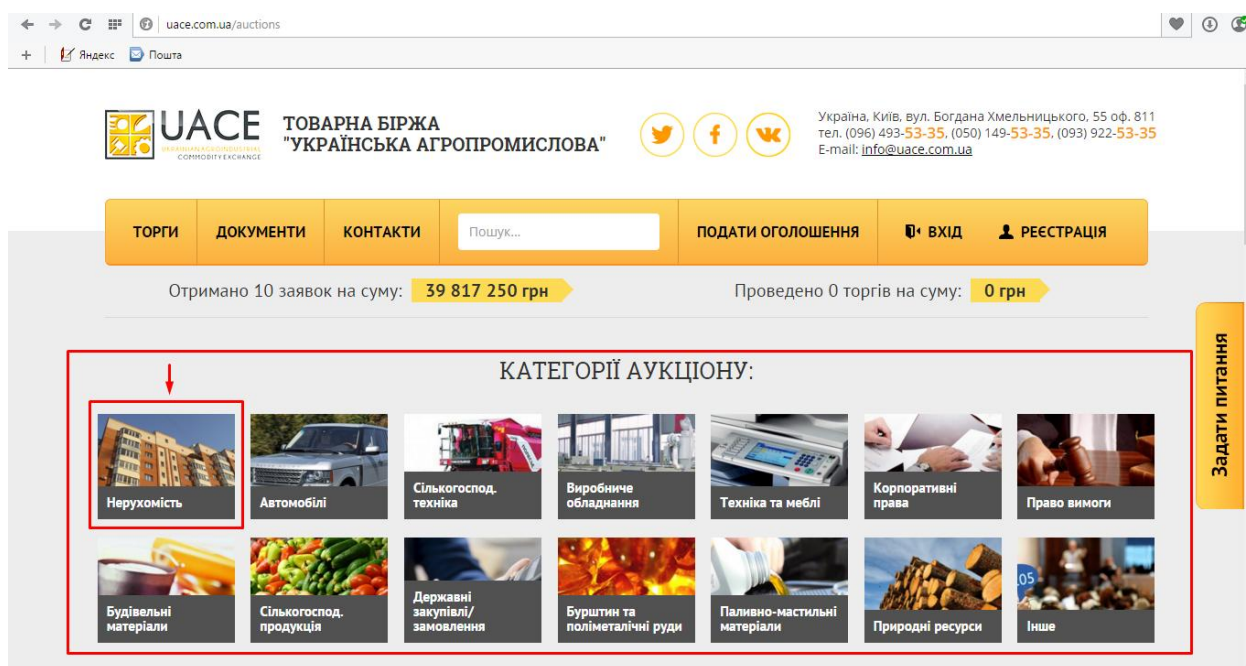 uace.com.ua/auctions
Яндекс
Пошта
UACE
UKRAINIAN AGROINDUSTRIAL
COMMODITY EXCHANGE
ТОВАРНА БІРЖА
"УКРАЇНСЬКА АГРОПРОМИСЛОВА"
Україна, Київ, вул. Богдана Хмельницького, 55 оф. 811
тел. (096) 493-53-35, (050) 149-53-35, (093) 922-53-35
E-mail: info@uace.com.ua
ТОРГИ
ДОКУМЕНТИ
КОНТАКТИ
Пошук...
ПОДАТИ ОГОЛОШЕННЯ
ВХІД
РЕЄСТРАЦІЯ
Отримано 10 заявок на суму: 39 817 250 грн
Проведено 0 торгів на суму: 0 грн
Задати питання
КАТЕГОРІЇ АУКЦІОНУ:
Нерухомість
Автомобілі
Сількогоспод.
техніка
Виробниче
обладнання
Техніка та меблі
Корпоративні
права
Право вимоги
Будівельні
матеріали
Сількогоспод.
продукція
Державні
закупівлі/
замовлення
Бурштин та
поліметалічні руди
Паливно-мастильні
матеріали
Природні ресурси
105
Інше